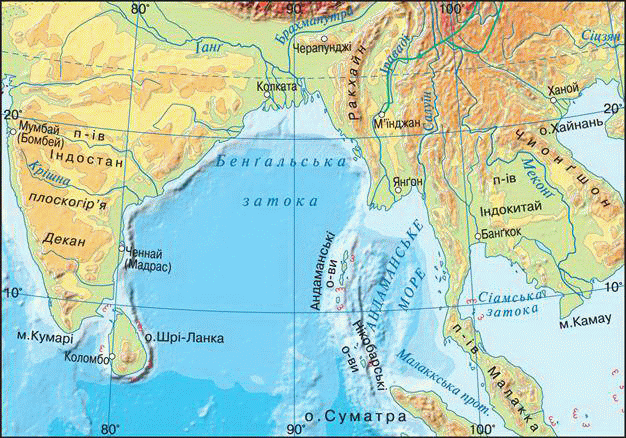 80°
90°
100°
Брахмапутра
Сіцзян
Ганг
Черапунджі
Іраваді
Ракхайн
Салуїн
20°
Колката
Ханой
20°
Мумбай
(Бомбей)
п-ів
Індостан
М'їнджан
о.Хайнань
Чионгшон
Бенгальська
затока
Крішна
плоскогір'я
Декан
Янгон
п-ів
Індокитай
Меконг
Бангкок
Ченнай
(Мадрас)
Андаманські
о-ви
АНДАМАНСЬКЕ
МОРЕ
10°
10°
Сіамська
затока
м.Кумарі
о.Шрі-Ланка
Нікобарські
о-ви
м.Камау
Коломбо
п-ів Малакка
Малаккська прот.
о.Суматра
80°
90°
100°